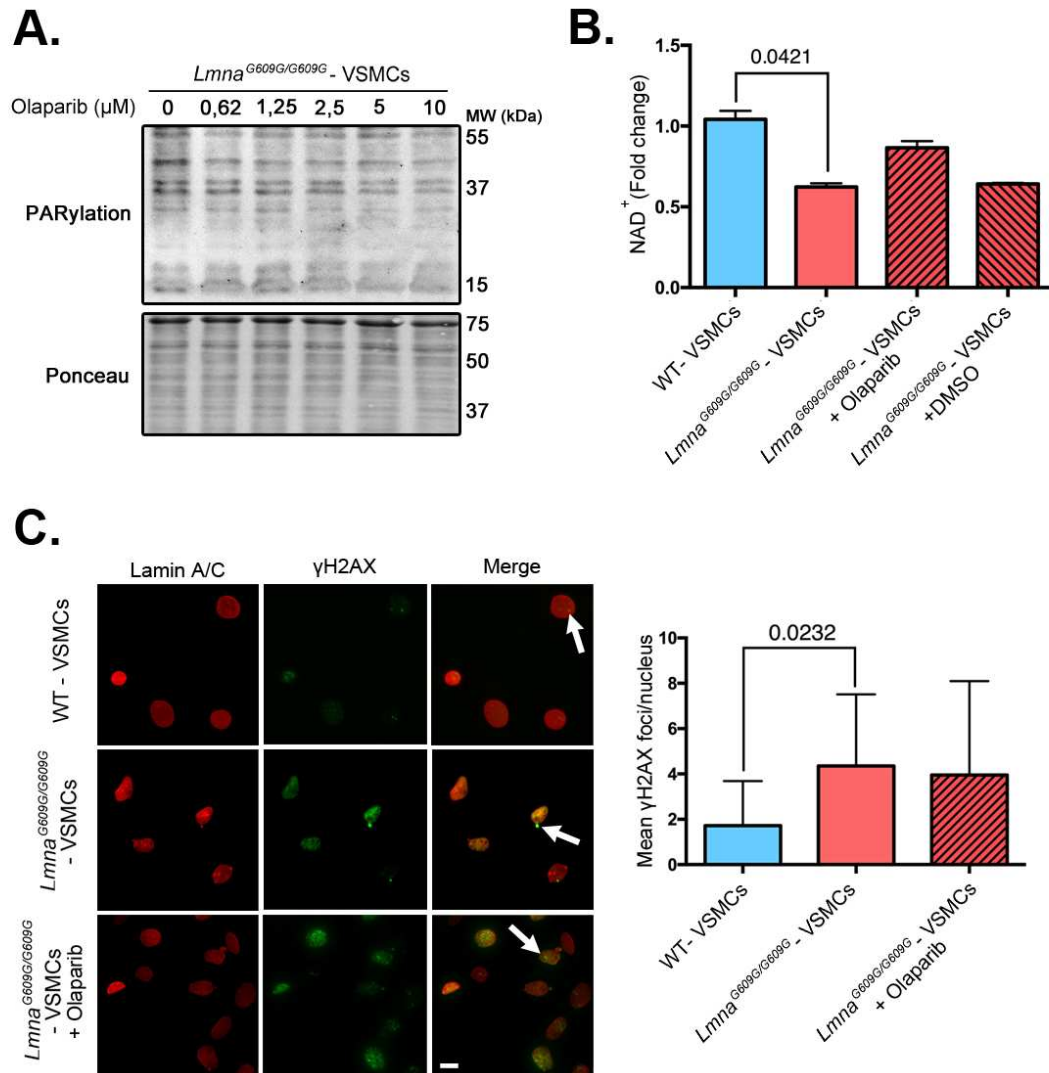 A.
Lmna G609G/G609G - VSMCs
Olaparib (µM) 0 0,62 1,25 2,5 5 10
MW (kDa)
55
PARylation
37
15
75
Ponceau
50
37
B.
0.0421
NAD + (Fold change)
1.5
1.0
0.5
0.0
WT- VSMCs
Lmna G609G/G609G - VSMCs
Lmna G609G/G609G - VSMCs
+ Olaparib
Lmna G609G/G609G - VSMCs
+DMSO
C.
Lamin A/C γH2AX Merge
WT - VSMCs
Lmna G609G/G609G
- VSMCs
Lmna G609G/G609G
- VSMCs
+ Olaparib
0.0232
Mean γH2AX foci/nucleus
10
8
6
4
2
0
WT- VSMCs
Lmna G609G/G609G - VSMCs
Lmna G609G/G609G - VSMCs
+ Olaparib